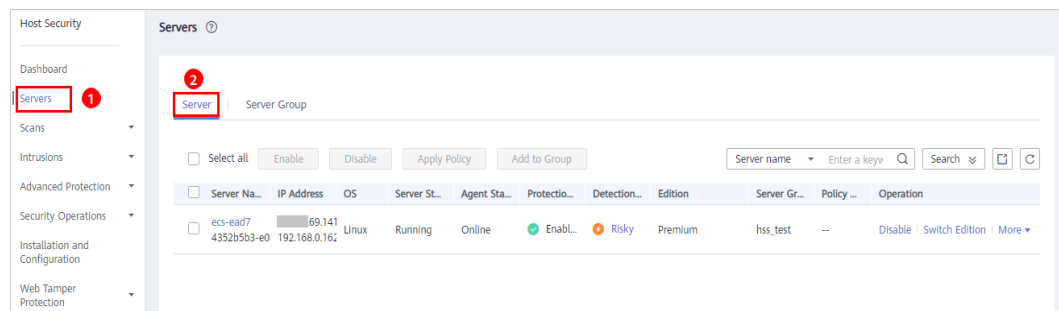 Host Security
Servers ?
Dashboard
Servers
1
Scans
Intrusions
Advanced Protection
Security Operations
Installation and
Configuration
Web Tamper
Protection
2
Server
Server Group
Select all
Enable
Disable
Apply Policy
Add to Group
Server name
Enter a keyw
Search
Server Na... IP Address OS Server St... Agent Sta... Protectio... Detection... Edition Server Gr... Policy ... Operation
ecs-ead7 69.141
4352b5b3-e0 192.168.0.162 Linux Running Online Enabl... Risky Premium hss_test -- Disable Switch Edition More